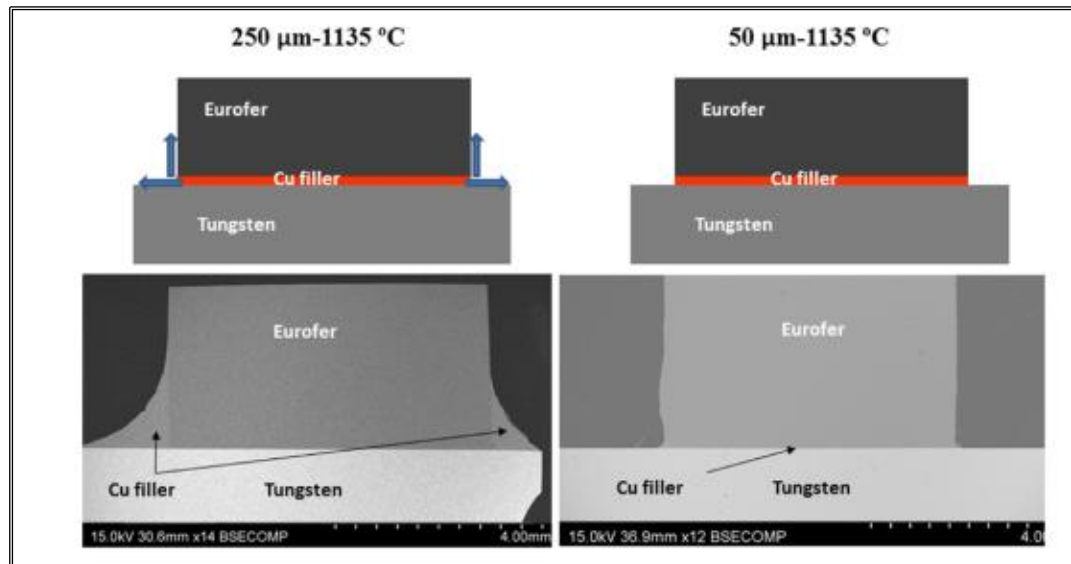 250 µm-1135 ºC
50 µm-1135 ºC
Eurofer
Cu filler
Tungsten
Eurofer
Cu filler
Tungsten
Eurofer
Cu filler
Tungsten
15.0kV 30.6mm x14 BSECOMP
4.00mm
Eurofer
Cu filler
Tungsten
15.0kV 36.9mm x12 BSECOMP
4.0